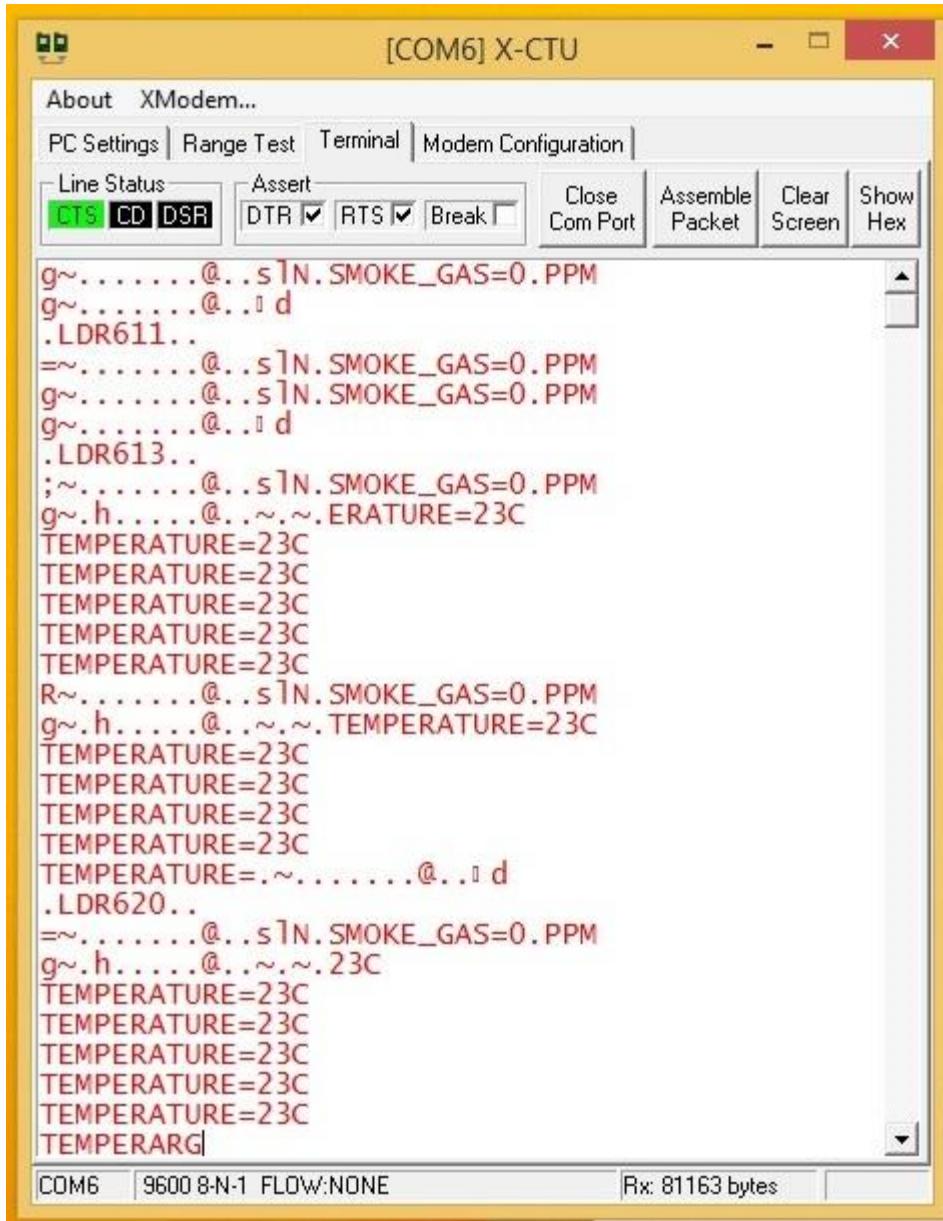 [COM6] X-CTU
About XModem...
PC Settings Range Test Terminal Modem Configuration
Line Status Assert
CTS CD DSR DTR RTS Break Close Com Port Assemble Packet Clear Screen Show Hex
g~.......@..slN.SMOKE_GAS=0.PPM
g~.......@..▯ d
.LDR611..
=~.......@..slN.SMOKE_GAS=0.PPM
g~.......@..slN.SMOKE_GAS=0.PPM
g~.......@..▯ d
.LDR613..
;~.......@..slN.SMOKE_GAS=0.PPM
g~.h.....@..~.~.ERATURE=23C
TEMPERATURE=23C
TEMPERATURE=23C
TEMPERATURE=23C
TEMPERATURE=23C
TEMPERATURE=23C
R~.......@..slN.SMOKE_GAS=0.PPM
g~.h.....@..~.~.TEMPERATURE=23C
TEMPERATURE=23C
TEMPERATURE=23C
TEMPERATURE=23C
TEMPERATURE=23C
TEMPERATURE=.~.......@..▯ d
.LDR620..
=~.......@..slN.SMOKE_GAS=0.PPM
g~.h.....@..~.~.23C
TEMPERATURE=23C
TEMPERATURE=23C
TEMPERATURE=23C
TEMPERATURE=23C
TEMPERATURE=23C
TEMPERARG
COM6 9600 8-N-1 FLOW:NONE Rx: 81163 bytes